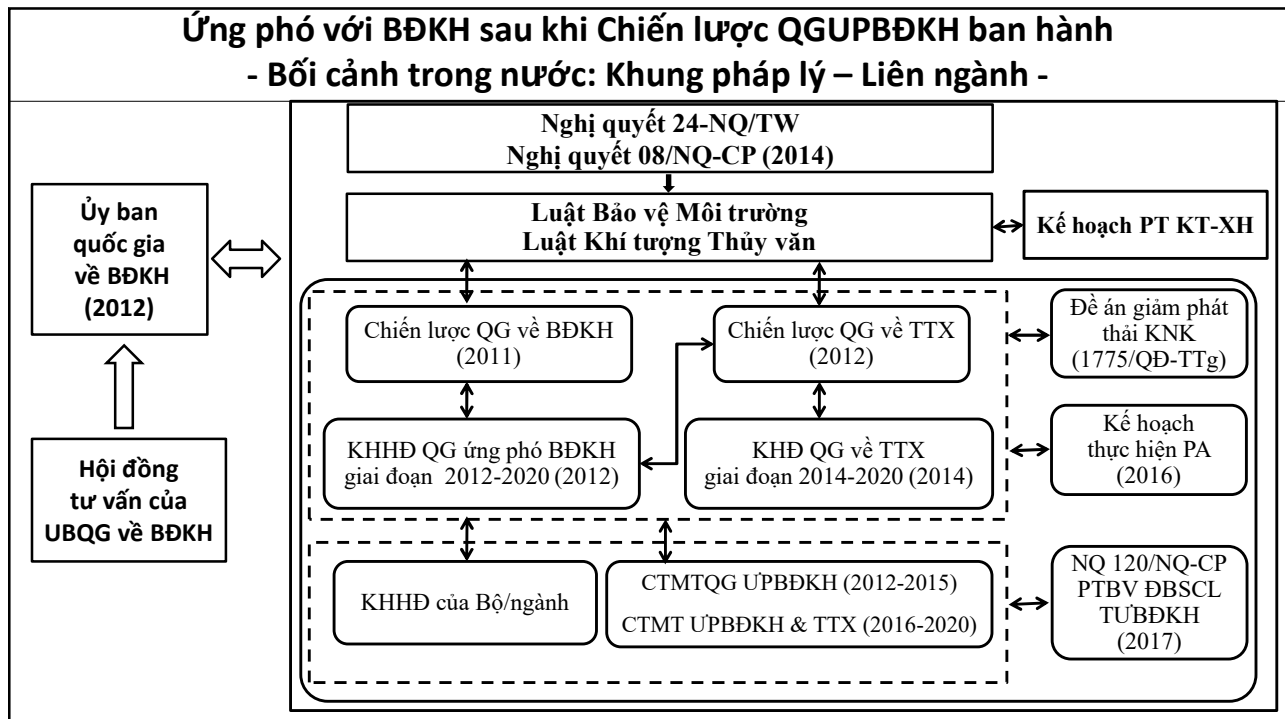 Ứng phó với BĐKH sau khi Chiến lược QGUPBĐKH ban hành
- Bối cảnh trong nước: Khung pháp lý – Liên ngành -
Nghị quyết 24-NQ/TW
Nghị quyết 08/NQ-CP (2014)
Ủy ban
quốc gia
về BĐKH
(2012)
Luật Bảo vệ Môi trường
Luật Khí tượng Thủy văn
Kế hoạch PT KT-XH
Chiến lược QG về BĐKH
(2011)
Chiến lược QG về TTX
(2012)
Đề án giảm phát
thải KNK
(1775/QĐ-TTg)
Hội đồng
tư vấn của
UBQG về BĐKH
KHHĐ QG ứng phó BĐKH
giai đoạn 2012-2020 (2012)
KHĐ QG về TTX
giai đoạn 2014-2020 (2014)
Kế hoạch
thực hiện PA
(2016)
KHHĐ của Bộ/ngành
CTMTQG ƯPBĐKH (2012-2015)
CTMT ƯPBĐKH & TTX (2016-2020)
NQ 120/NQ-CP
PTBV ĐBSCL
TƯBĐKH
(2017)